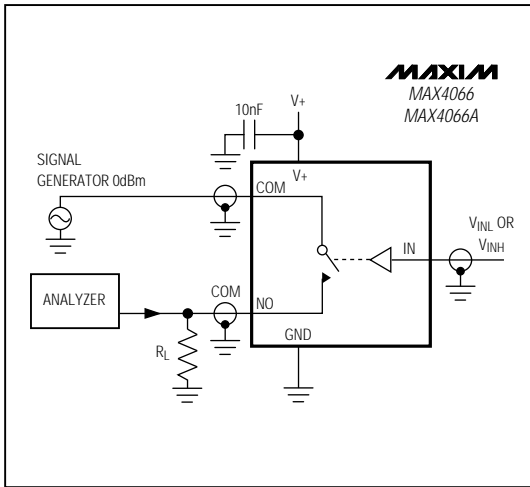 MAXIM
MAX4066
MAX4066A
10nF
V+
SIGNAL
GENERATOR 0dBm
COM
V+
V_INL OR
V_INH
IN
ANALYZER
COM
NO
R_L
GND